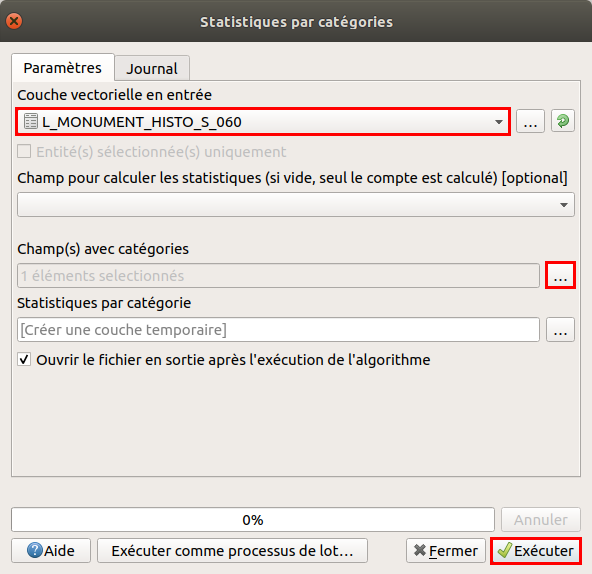 Statistiques par catégories
Paramètres Journal
Couche vectorielle en entrée
L_MONUMENT_HISTO_S_060 ...
Entité(s) sélectionnée(s) uniquement
Champ pour calculer les statistiques (si vide, seul le compte est calculé) [optional]
Champ(s) avec catégories
1 éléments selectionnés ...
Statistiques par catégorie
[Créer une couche temporaire] ...
Ouvrir le fichier en sortie après l'exécution de l'algorithme
0% Annuler
Aide Exécuter comme processus de lot... Fermer Exécuter